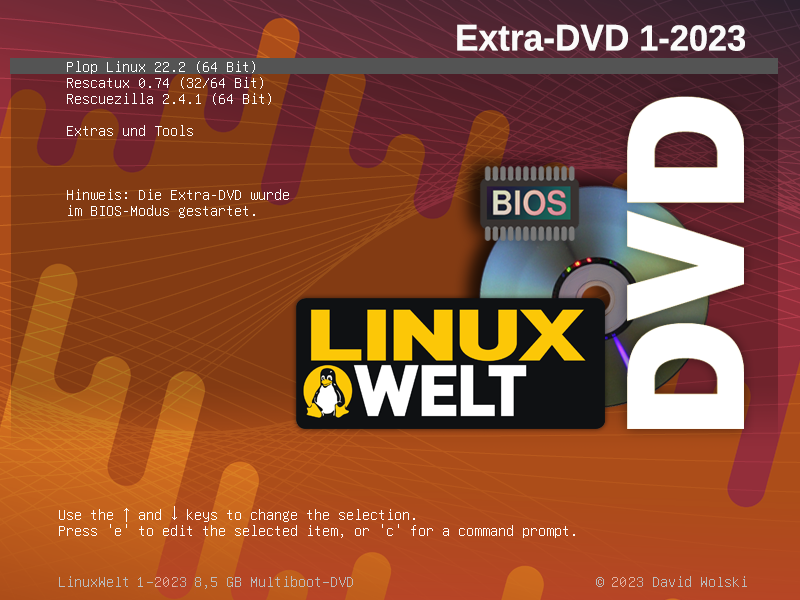 Extra-DVD 1-2023
Plop Linux 22.2 (64 Bit)
Rescatux 0.74 (32/64 Bit)
Rescuezilla 2.4.1 (64 Bit)
Extras und Tools
Hinweis: Die Extra-DVD wurde
im BIOS-Modus gestartet.
BIOS
DVD
LINUX
WELT
Use the ↑ and ↓ keys to change the selection.
Press 'e' to edit the selected item, or 'c' for a command prompt.
LinuxWelt 1-2023 8,5 GB Multiboot-DVD
© 2023 David Wolski